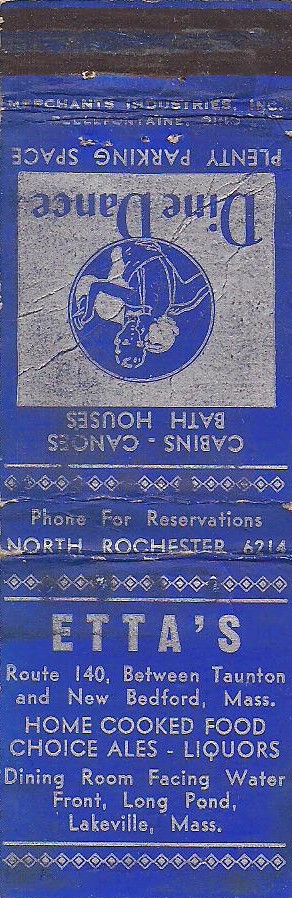 MERCHANTS INDUSTRIES, INC.
BELLEFONTAINE, OHIO
PLENTY PARKING SPACE
Dine Dance
BATH HOUSES
CABINS - CANOES
Phone For Reservations
NORTH ROCHESTER 6214
ETTA'S
Route 140, Between Taunton
and New Bedford, Mass.
HOME COOKED FOOD
CHOICE ALES - LIQUORS
Dining Room Facing Water
Front, Long Pond,
Lakeville, Mass.